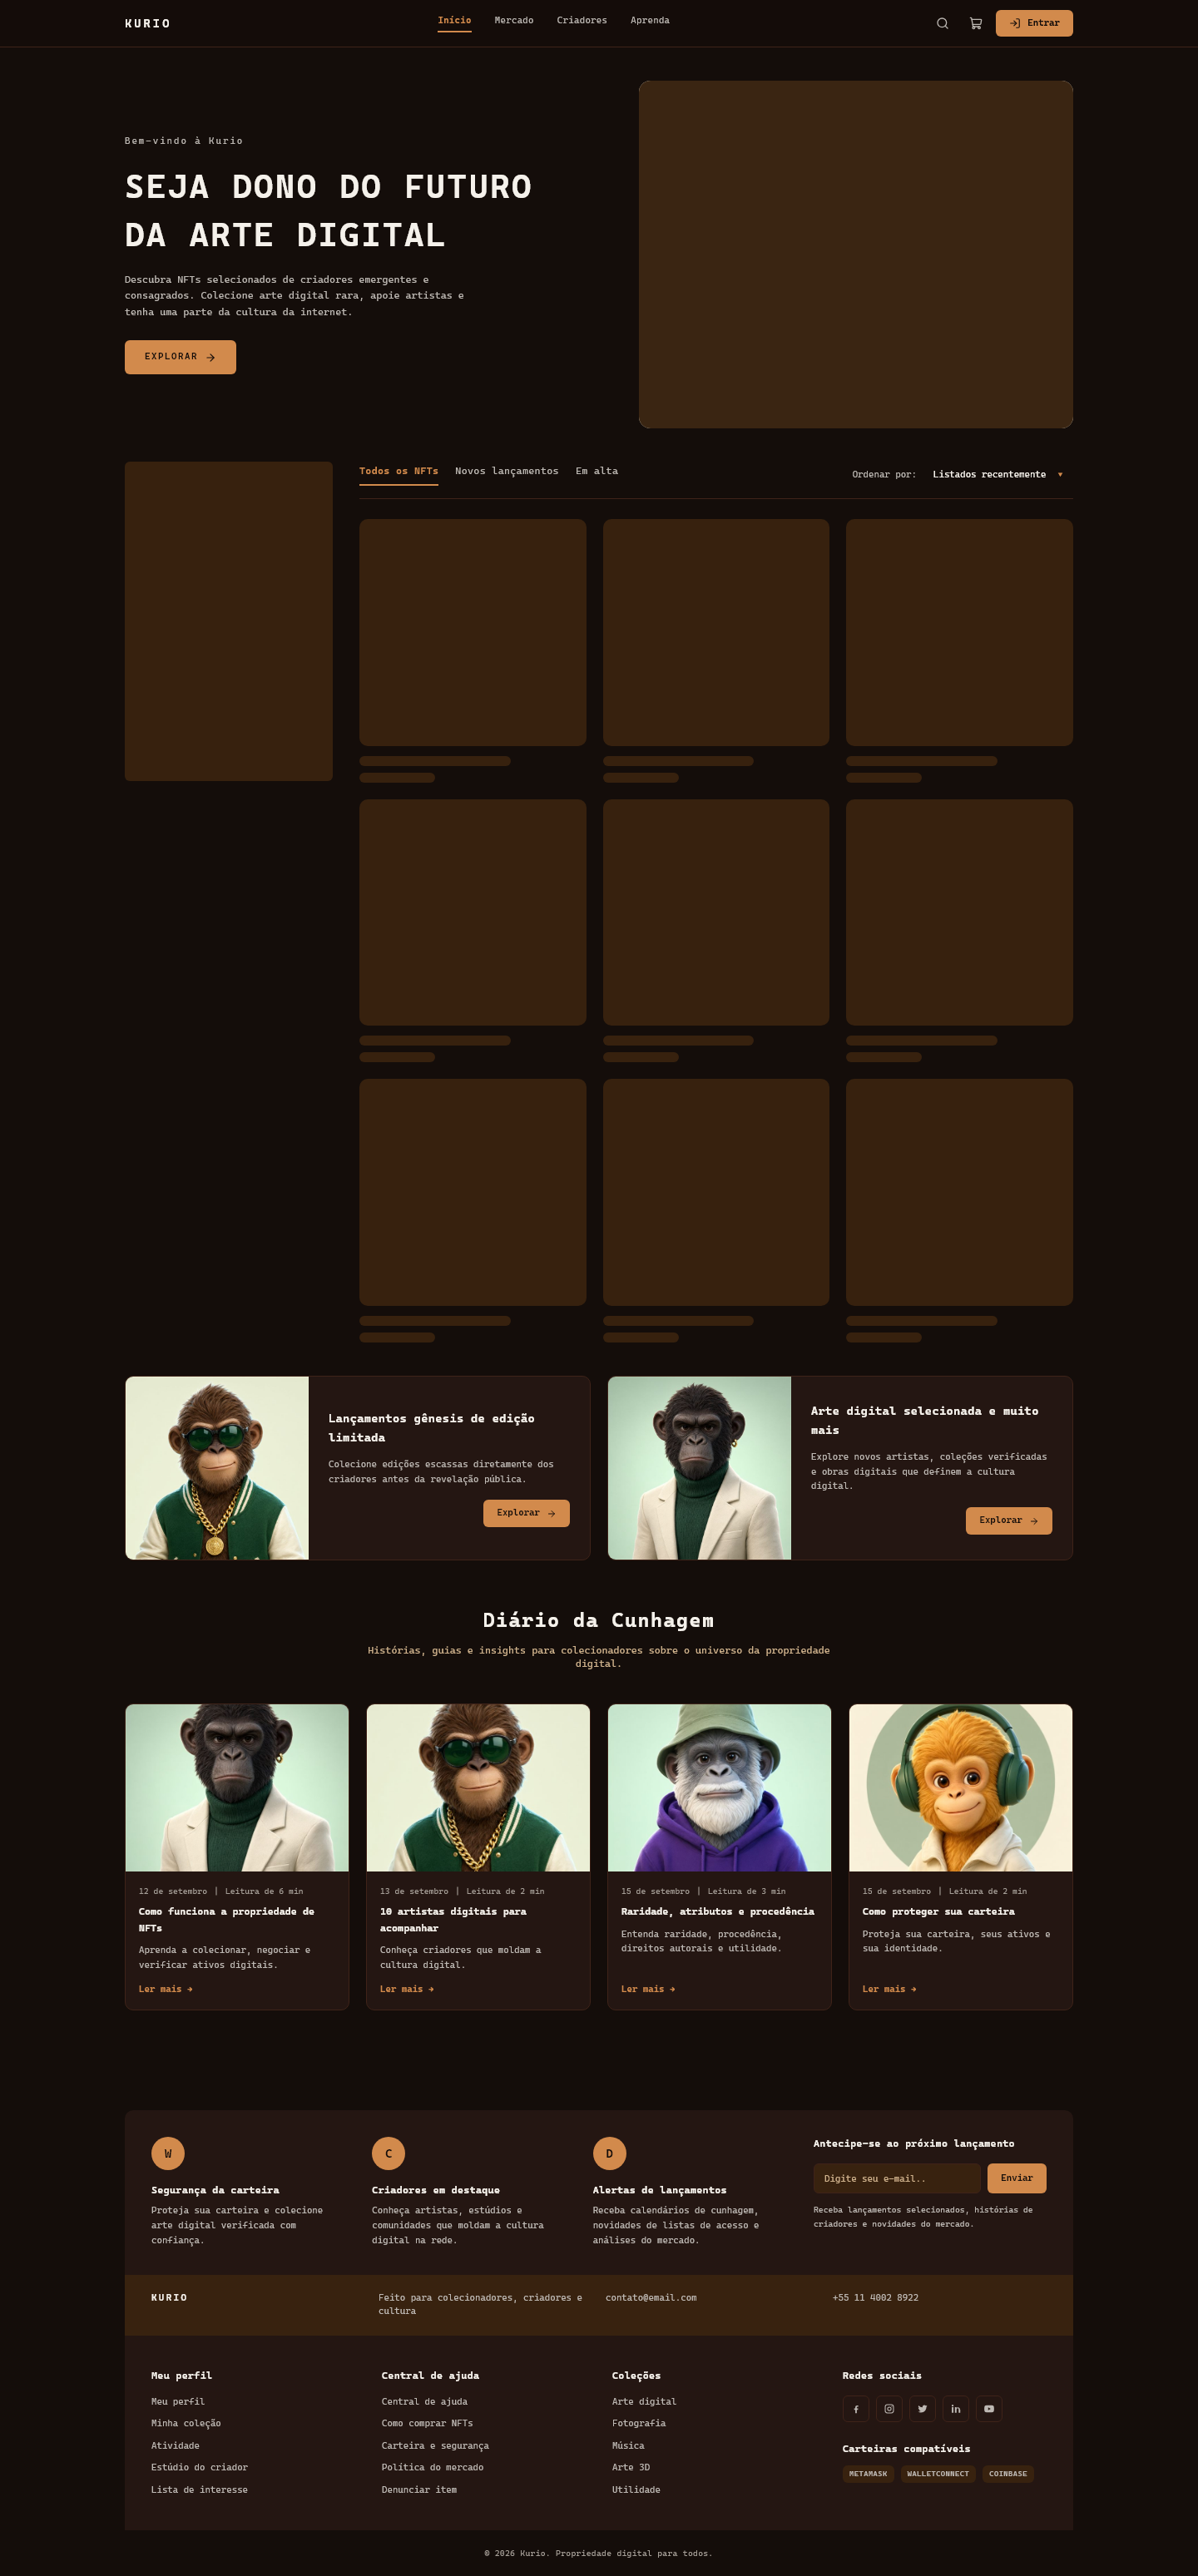 KURIO
Início
Mercado
Criadores
Aprenda
Entrar
Bem-vindo à Kurio
SEJA DONO DO FUTURO
DA ARTE DIGITAL
Descubra NFTs selecionados de criadores emergentes e
consagrados. Colecione arte digital rara, apoie artistas e
tenha uma parte da cultura da internet.
EXPLORAR →
Todos os NFTs
Novos lançamentos
Em alta
Ordenar por:
Listados recentemente ▾
Lançamentos gênesis de edição
limitada
Colecione edições escassas diretamente dos
criadores antes da revelação pública.
Explorar →
Arte digital selecionada e muito
mais
Explore novos artistas, coleções verificadas
e obras digitais que definem a cultura
digital.
Explorar →
Diário da Cunhagem
Histórias, guias e insights para colecionadores sobre o universo da propriedade
digital.
12 de setembro | Leitura de 6 min
Como funciona a propriedade de
NFTs
Aprenda a colecionar, negociar e
verificar ativos digitais.
Ler mais →
13 de setembro | Leitura de 2 min
10 artistas digitais para
acompanhar
Conheça criadores que moldam a
cultura digital.
Ler mais →
15 de setembro | Leitura de 3 min
Raridade, atributos e procedência
Entenda raridade, procedência,
direitos autorais e utilidade.
Ler mais →
15 de setembro | Leitura de 2 min
Como proteger sua carteira
Proteja sua carteira, seus ativos e
sua identidade.
Ler mais →
W
Segurança da carteira
Proteja sua carteira e colecione
arte digital verificada com
confiança.
C
Criadores em destaque
Conheça artistas, estúdios e
comunidades que moldam a cultura
digital na rede.
D
Alertas de lançamentos
Receba calendários de cunhagem,
novidades de listas de acesso e
análises do mercado.
Antecipe-se ao próximo lançamento
Digite seu e-mail..
Enviar
Receba lançamentos selecionados, histórias de
criadores e novidades do mercado.
KURIO
Feito para colecionadores, criadores e
cultura
contato@email.com
+55 11 4002 8922
Meu perfil
Meu perfil
Minha coleção
Atividade
Estúdio do criador
Lista de interesse
Central de ajuda
Central de ajuda
Como comprar NFTs
Carteira e segurança
Política do mercado
Denunciar item
Coleções
Arte digital
Fotografia
Música
Arte 3D
Utilidade
Redes sociais
Carteiras compatíveis
METAMASK
WALLETCONNECT
COINBASE
© 2026 Kurio. Propriedade digital para todos.